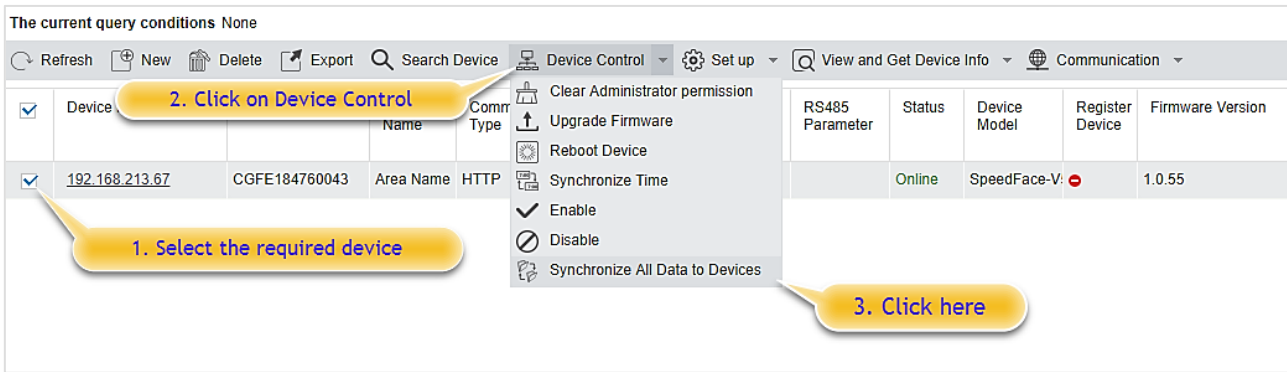 The current query conditions None
Refresh New Delete Export Search Device Device Control Set up View and Get Device Info Communication
2. Click on Device Control
Clear Administrator permission
Upgrade Firmware
Reboot Device
Synchronize Time
Enable
Disable
Synchronize All Data to Devices
Device
Name
Type
RS485
Parameter
Status
Device
Model
Register
Device
Firmware Version
192.168.213.67 CGFE184760043 Area Name HTTP Online SpeedFace-V 1.0.55
1. Select the required device
3. Click here